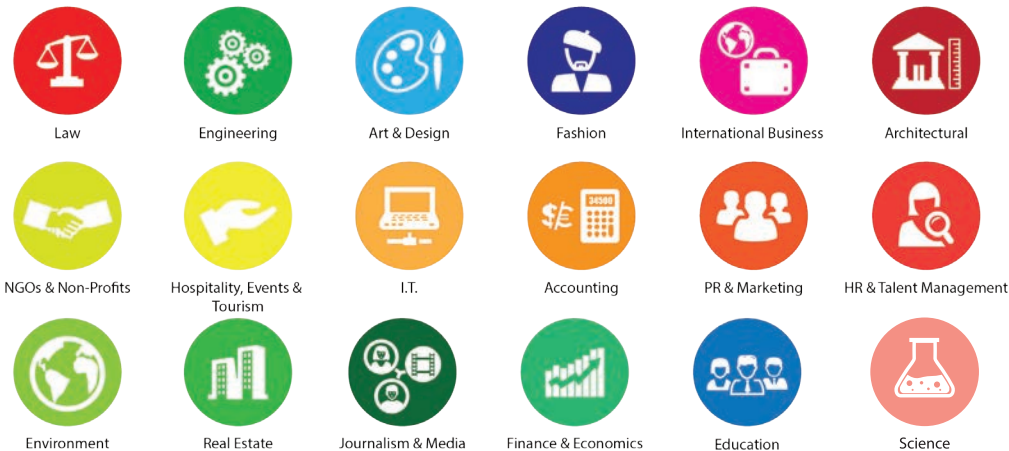 Law
Engineering
Art & Design
Fashion
International Business
Architectural
NGOs & Non-Profits
Hospitality, Events &
Tourism
I.T.
$/£
34500
Accounting
PR & Marketing
HR & Talent Management
Environment
Real Estate
Journalism & Media
Finance & Economics
Education
Science